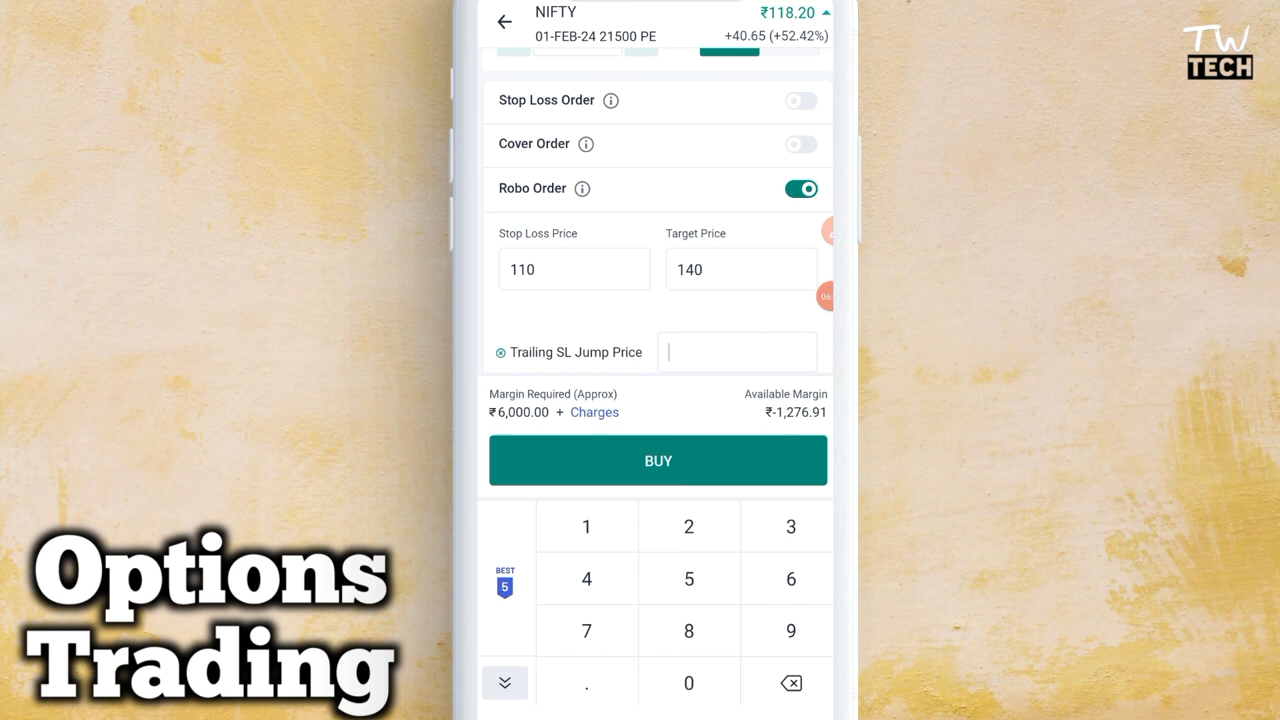 NIFTY
₹118.20
01-FEB-24 21500 PE
+40.65 (+52.42%)
TW
TECH
Stop Loss Order
Cover Order
Robo Order
Stop Loss Price
Target Price
110
140
06:
Trailing SL Jump Price
Margin Required (Approx)
Available Margin
₹6,000.00 + Charges
₹-1,276.91
BUY
1
2
3
BEST
5
4
5
6
7
8
9
.
0
Options
Trading